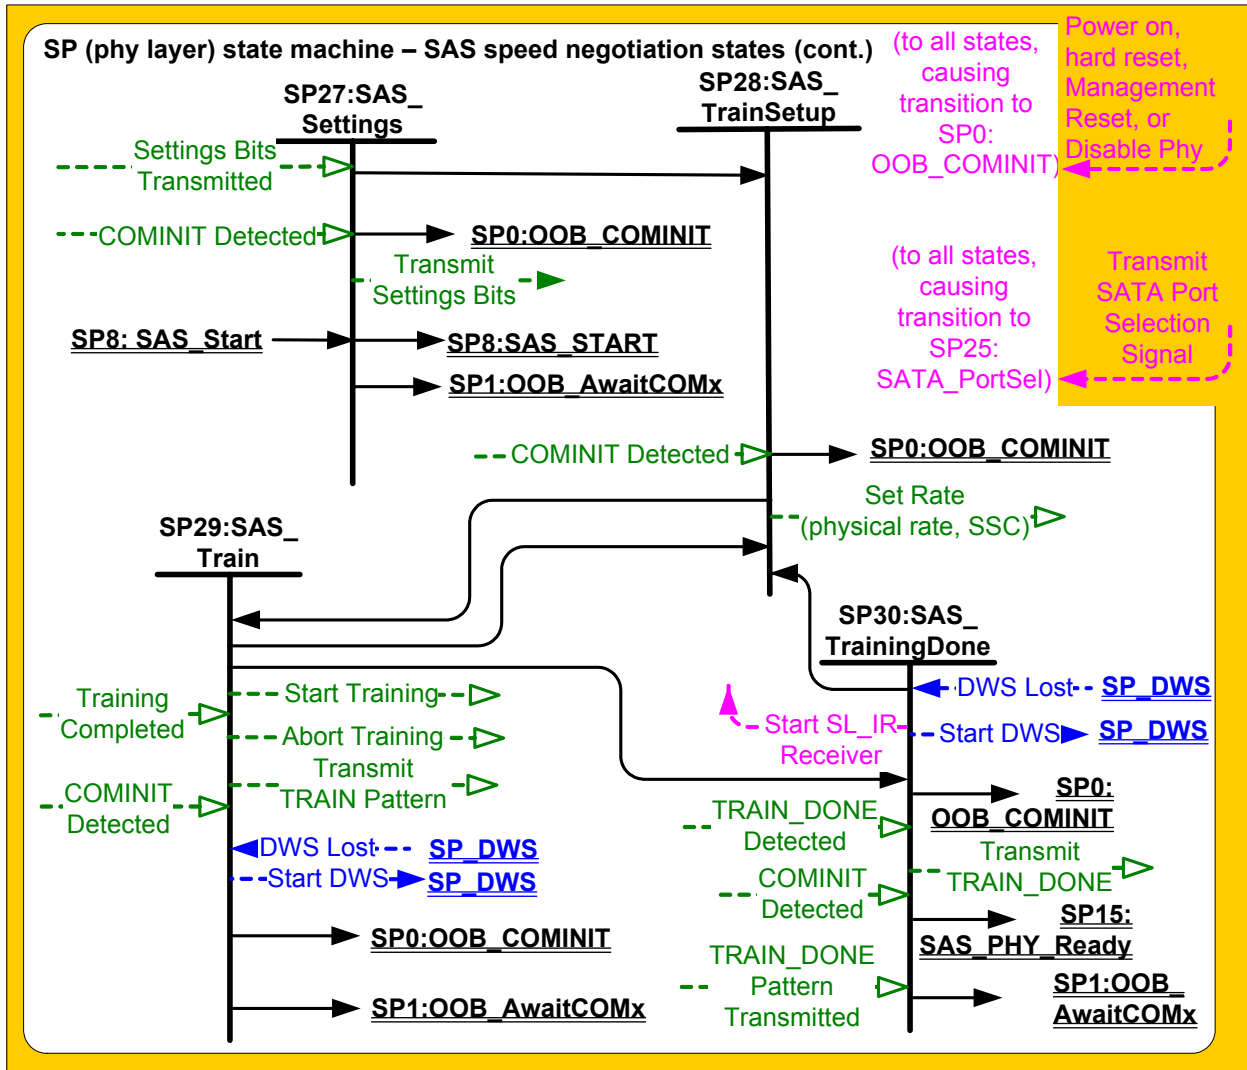 SP (phy layer) state machine – SAS speed negotiation states (cont.)
(to all states,
causing
transition to
SP0:
OOB_COMINIT)
Power on,
hard reset,
Management
Reset, or
Disable Phy
SP27:SAS_
Settings
SP28:SAS_
TrainSetup
Settings Bits
Transmitted
COMINIT Detected
SP0:OOB_COMINIT
Transmit
Settings Bits
SP8: SAS_Start
SP8:SAS_START
SP1:OOB_AwaitCOMx
(to all states,
causing
transition to
SP25:
SATA_PortSel)
Transmit
SATA Port
Selection
Signal
COMINIT Detected
SP0:OOB_COMINIT
Set Rate
(physical rate, SSC)
SP29:SAS_
Train
SP30:SAS_
TrainingDone
Training
Completed
Start Training
Abort Training
Transmit
TRAIN Pattern
COMINIT
Detected
DWS Lost
SP_DWS
Start DWS
SP_DWS
SP0:OOB_COMINIT
SP1:OOB_AwaitCOMx
DWS Lost
SP_DWS
Start SL_IR
Receiver
Start DWS
SP_DWS
SP0:
OOB_COMINIT
TRAIN_DONE
Detected
Transmit
TRAIN_DONE
COMINIT
Detected
SP15:
SAS_PHY_Ready
TRAIN_DONE
Pattern
Transmitted
SP1:OOB_
AwaitCOMx